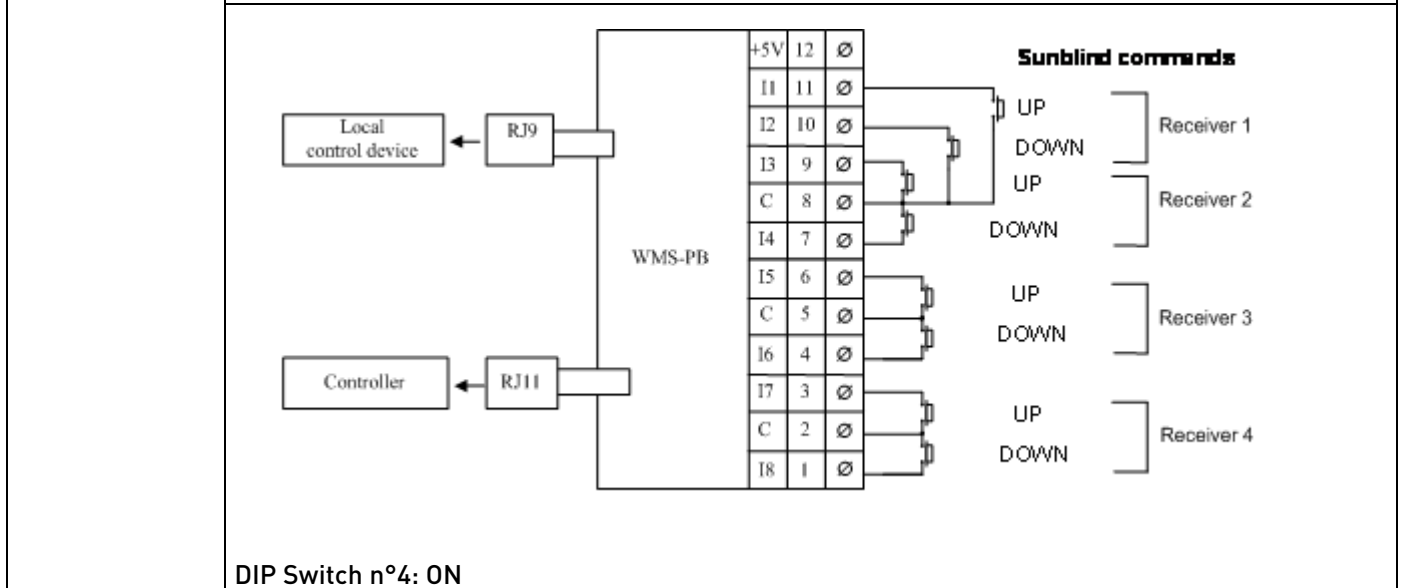 +5V 12 Ø
Sunblind commands
I1 11 Ø
UP
Receiver 1
Local
control device
RJ9
I2 10 Ø
DOWN
I3 9 Ø
UP
Receiver 2
C 8 Ø
DOWN
I4 7 Ø
WMS-PB
I5 6 Ø
UP
Receiver 3
C 5 Ø
DOWN
I6 4 Ø
Controller
RJ11
I7 3 Ø
UP
Receiver 4
C 2 Ø
DOWN
I8 1 Ø
DIP Switch n°4: ON